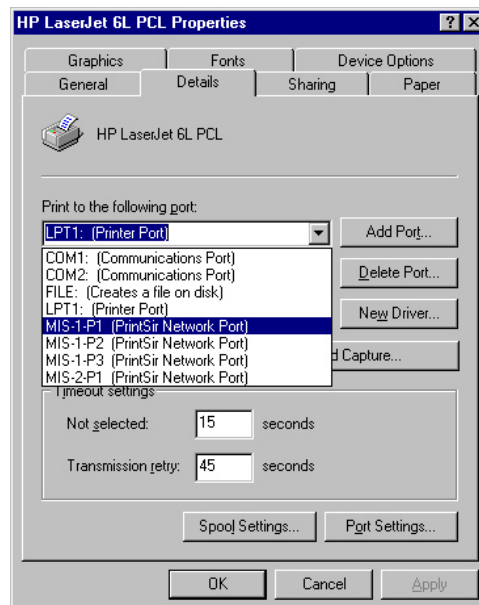 HP LaserJet 6L PCL Properties
Graphics Fonts Device Options
General Details Sharing Paper
HP LaserJet 6L PCL
Print to the following port:
LPT1: (Printer Port) Add Port...
COM1: (Communications Port)
COM2: (Communications Port) Delete Port...
FILE: (Creates a file on disk)
LPT1: (Printer Port)
MIS-1-P1 (PrintSir Network Port) New Driver...
MIS-1-P2 (PrintSir Network Port)
MIS-1-P3 (PrintSir Network Port) d Capture...
MIS-2-P1 (PrintSir Network Port)
Timeout settings
Not selected: 15 seconds
Transmission retry: 45 seconds
Spool Settings... Port Settings...
OK Cancel Apply